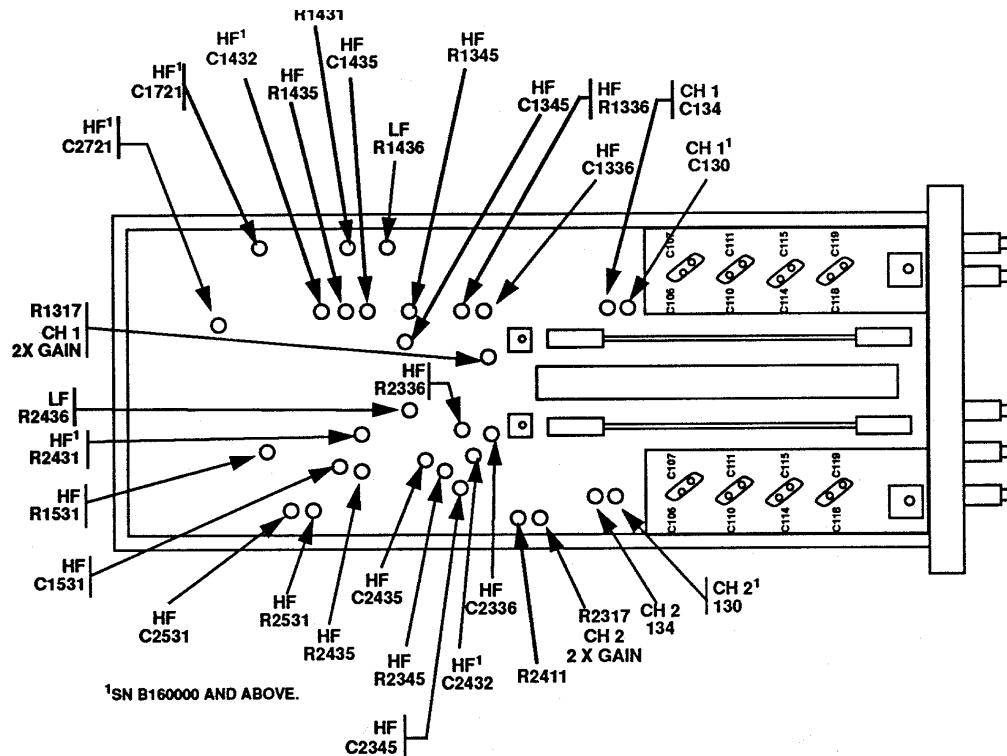 R1431
HF¹
C1432
HF
C1435
HF
R1345
HF¹
C1721
HF
R1435
HF
C1345
HF
R1336
CH 1
C134
HF¹
C2721
LF
R1436
HF
C1336
CH 1¹
C130
C107
C111
C115
C119
C106
C110
C114
C118
R1317
CH 1
2X GAIN
HF
R2336
LF
R2436
HF¹
R2431
HF
R1531
C107
C111
C115
C119
C106
C110
C114
C118
HF
C1531
HF
C2531
HF
R2531
HF
R2435
HF
C2435
HF
R2345
HF¹
C2432
HF
C2336
R2411
R2317
CH 2
2 X GAIN
CH 2
134
CH 2¹
130
¹SN B160000 AND ABOVE.
HF
C2345